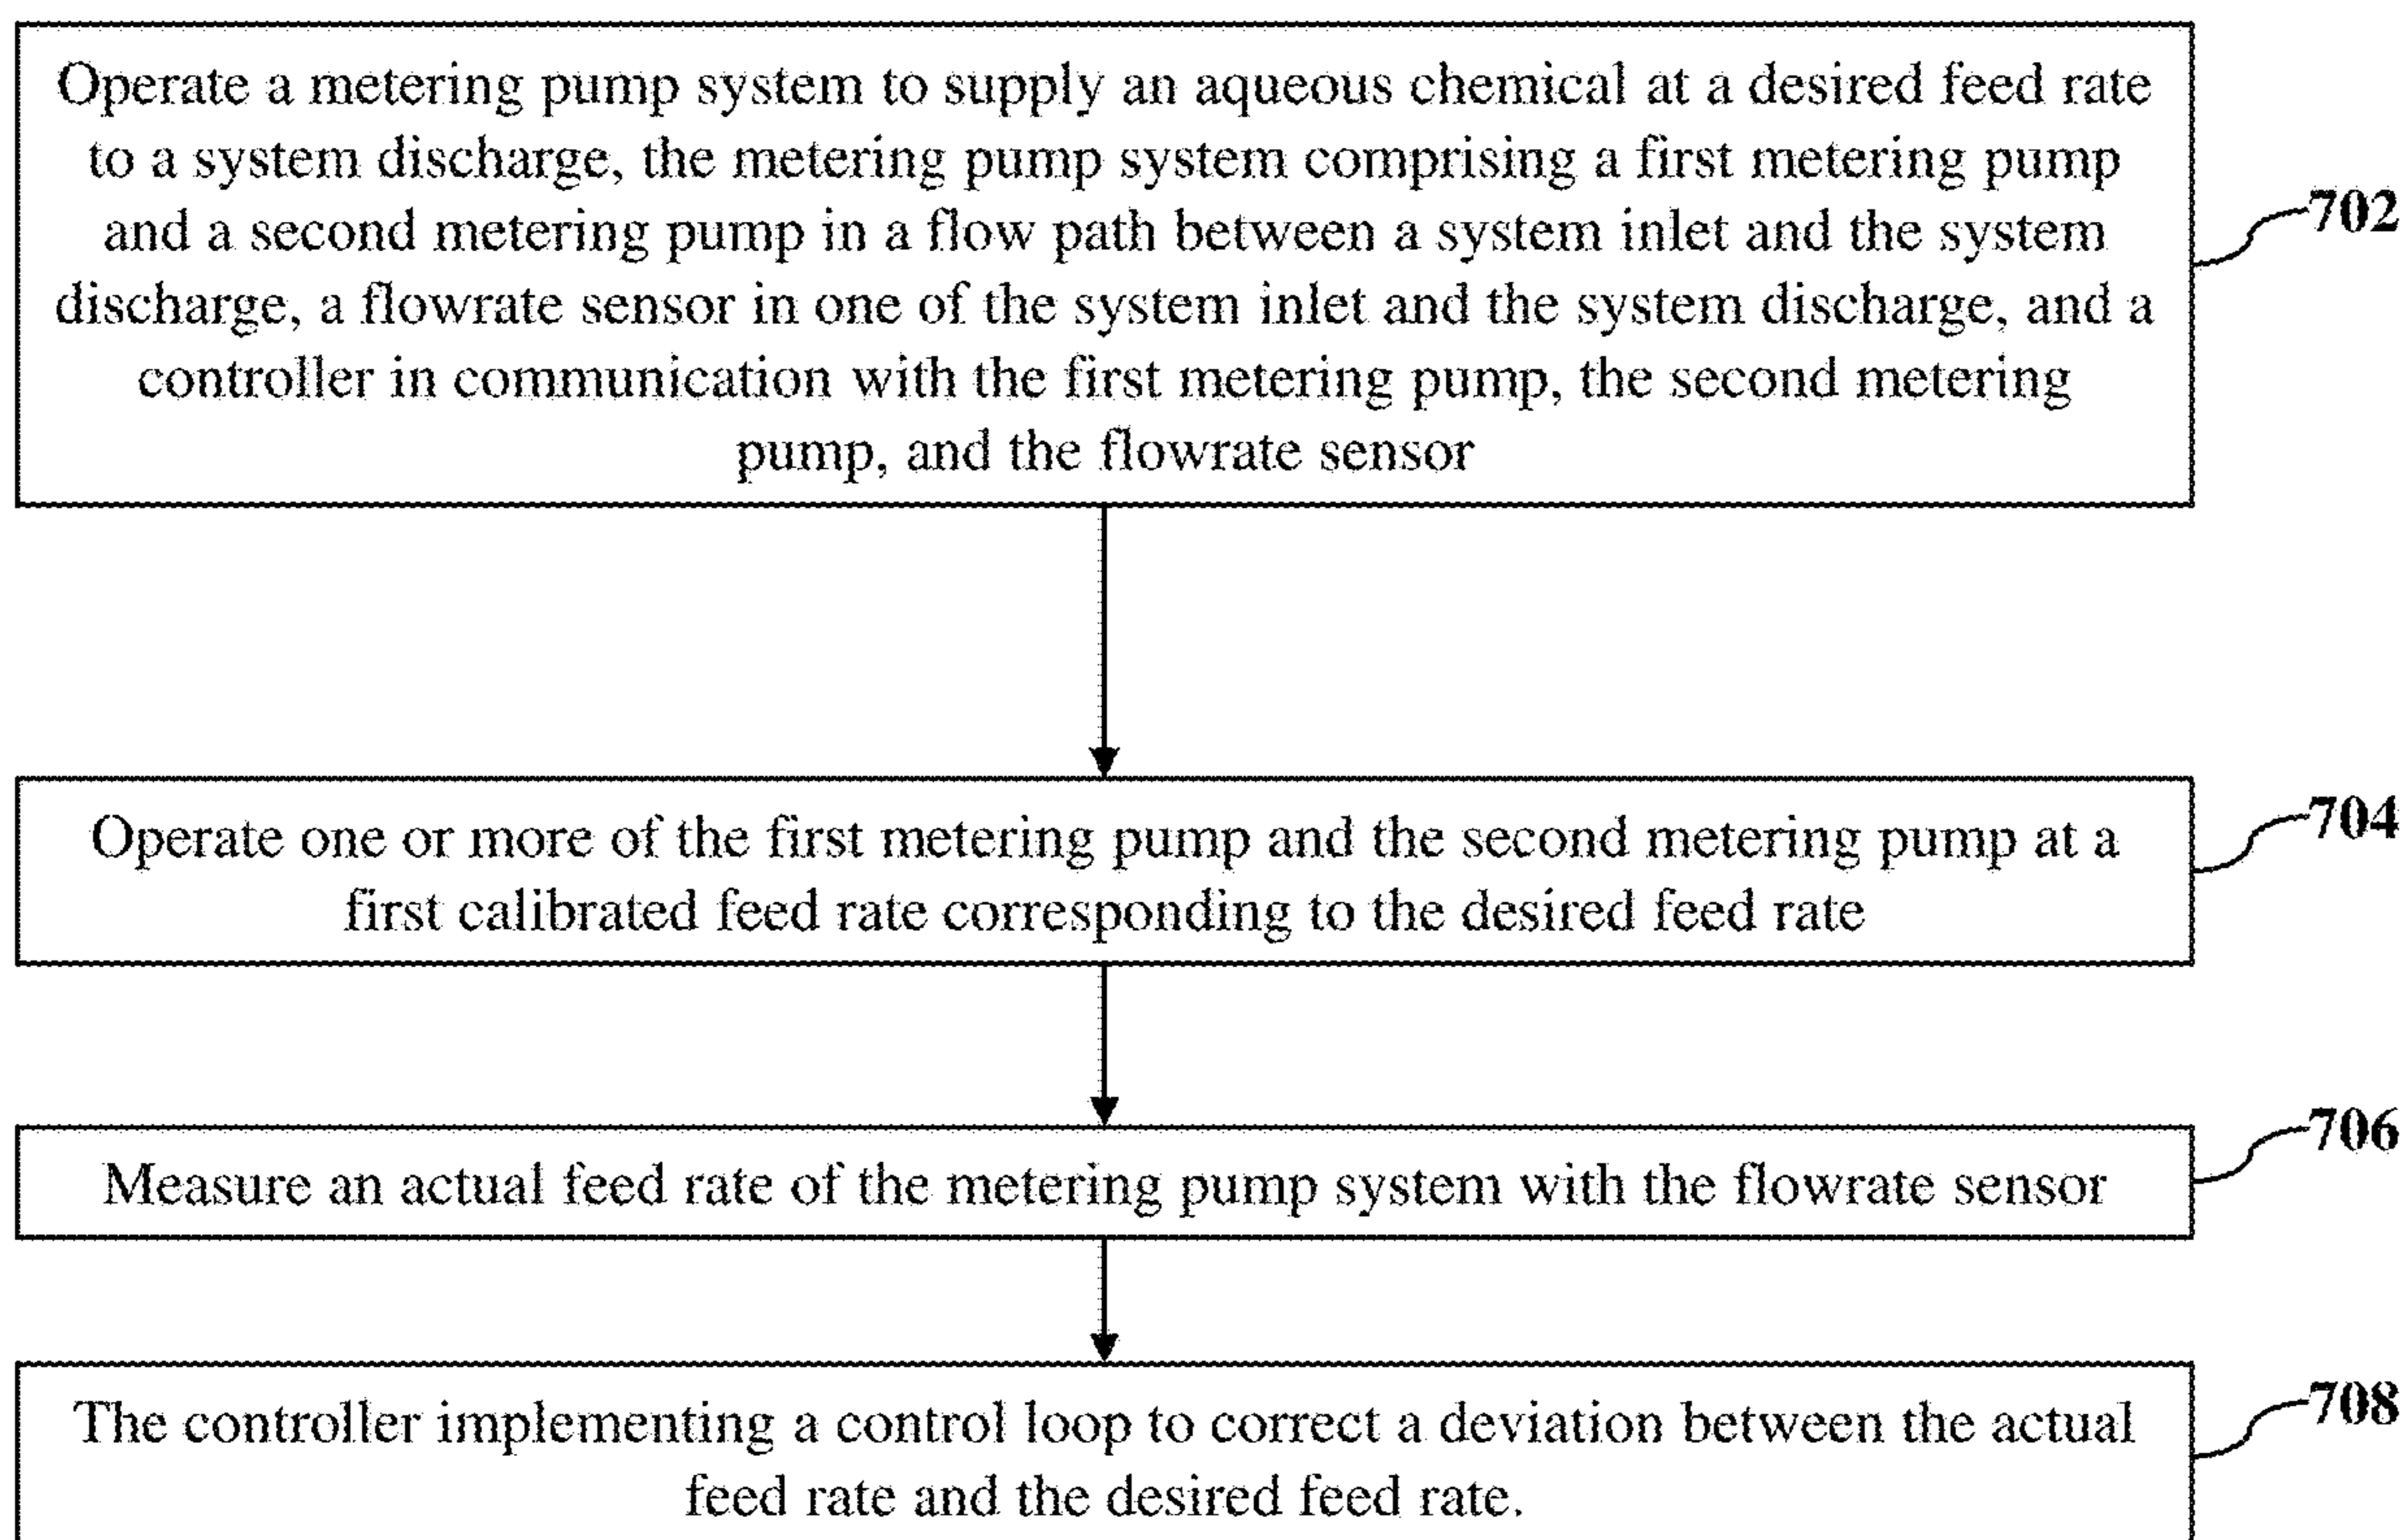 Operate a metering pump system to supply an aqueous chemical at a desired feed rate
to a system discharge, the metering pump system comprising a first metering pump
and a second metering pump in a flow path between a system inlet and the system
discharge, a flowrate sensor in one of the system inlet and the system discharge, and a
controller in communication with the first metering pump, the second metering
pump, and the flowrate sensor
702
Operate one or more of the first metering pump and the second metering pump at a
first calibrated feed rate corresponding to the desired feed rate
704
Measure an actual feed rate of the metering pump system with the flowrate sensor
706
The controller implementing a control loop to correct a deviation between the actual
feed rate and the desired feed rate.
708